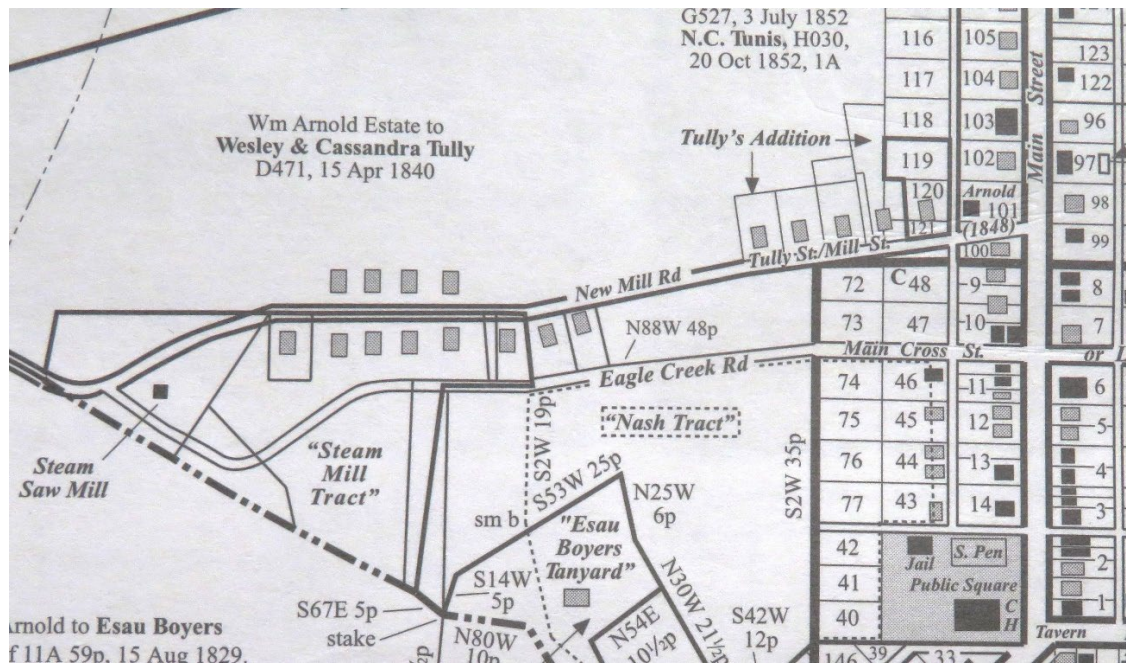 G527, 3 July 1852
N.C. Tunis, H030,
20 Oct 1852, 1A
116
105
123
117
104
122
Main Street
118
103
96
Tully's Addition
119
102
97
Wm Arnold Estate to
Wesley & Cassandra Tully
D471, 15 Apr 1840
120
Arnold
101
98
121
(1848)
100
99
Tully St./Mill St.
New Mill Rd
72
C 48
9
8
73
47
10
7
N88W 48p
Main Cross St. or
Eagle Creek Rd
74
46
11
6
75
45
12
5
76
44
13
4
77
43
14
3
"Nash Tract"
S2W 19p
S2W 35p
"Steam
Mill
Tract"
Steam
Saw Mill
S53W 25p
N25W
6p
sm b
"Esau
Boyers
Tanyard"
42
Jail
S. Pen
2
41
Public Square
1
40
C
H
S14W
5p
S67E 5p
stake
N80W
10p
N30W 21½p
N54E
10½p
S42W
12p
Tavern
146
39
33
Arnold to Esau Boyers
f 11A 59p, 15 Aug 1829.